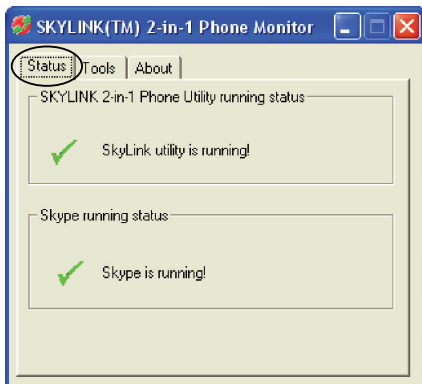 SKYLINK(TM) 2-in-1 Phone Monitor
Status Tools About
SKYLINK 2-in-1 Phone Utility running status
SkyLink utility is running!
Skype running status
Skype is running!